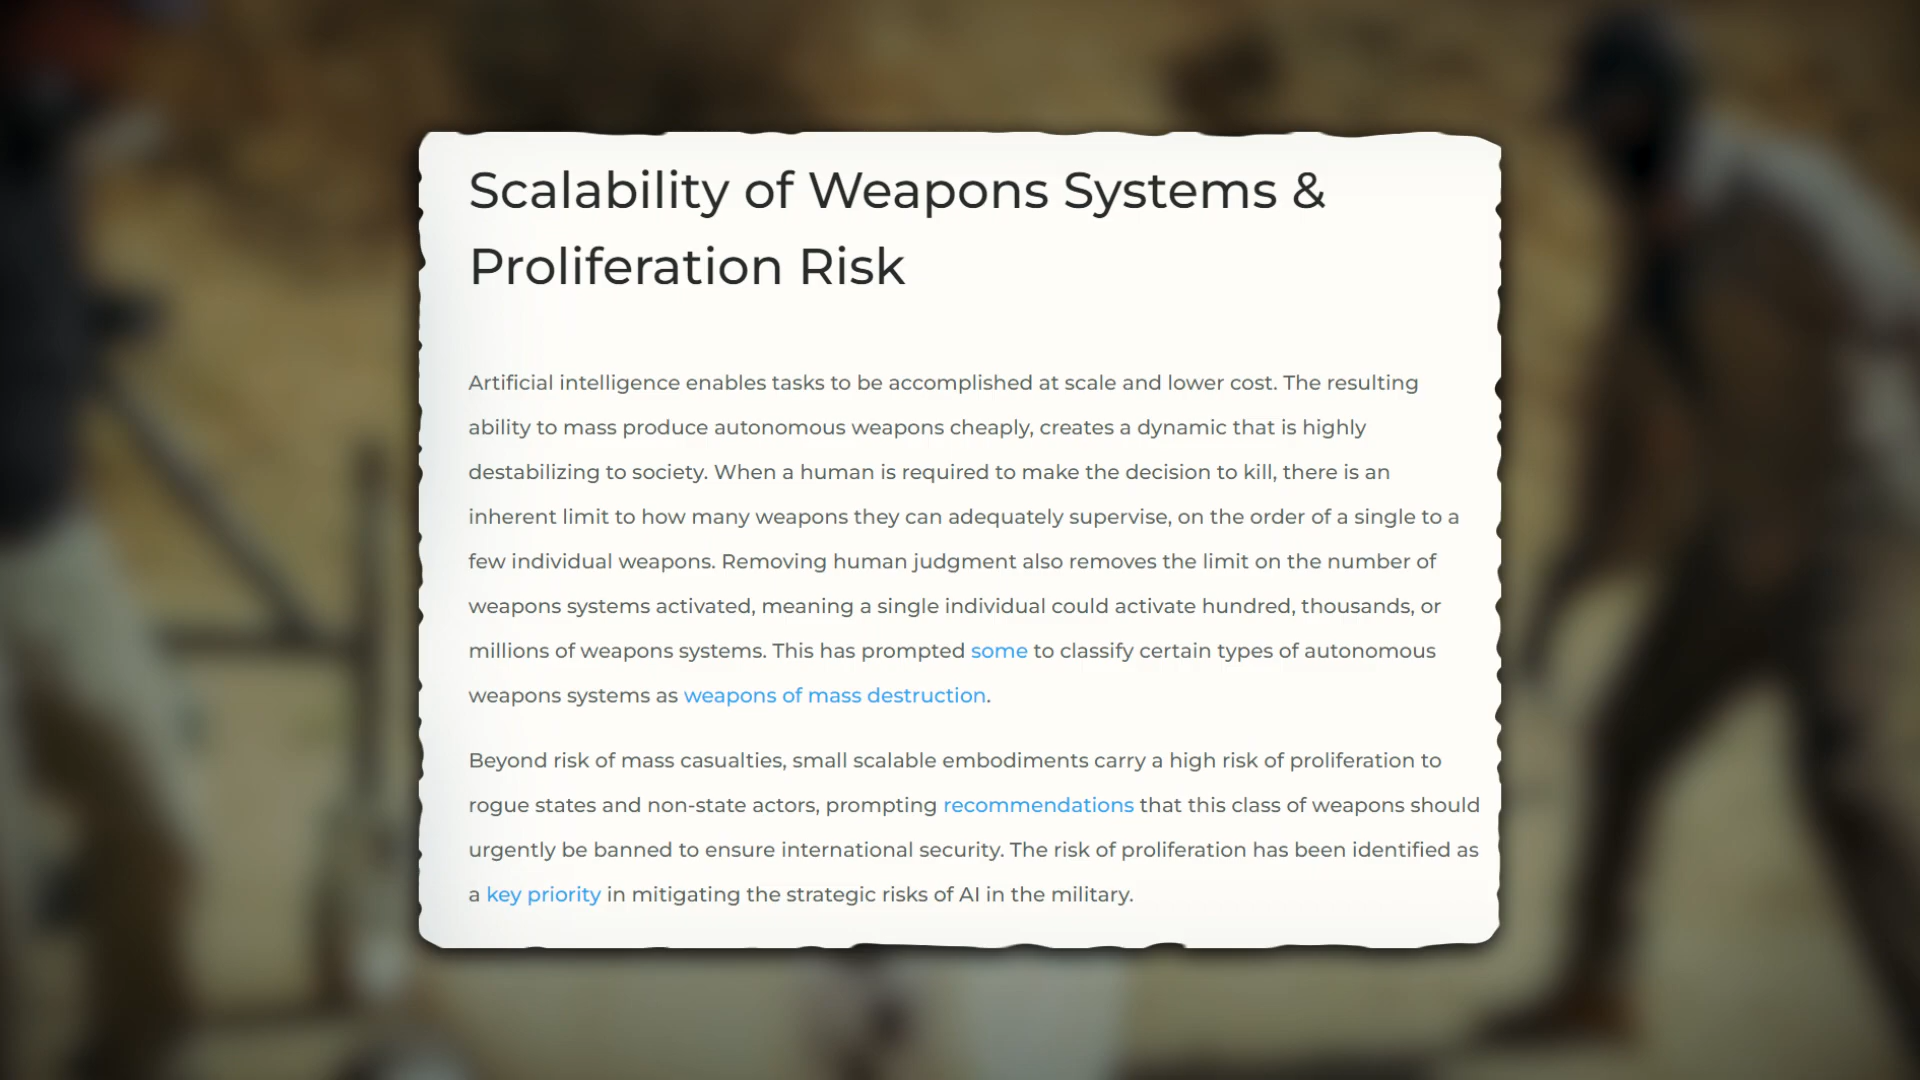 Scalability of Weapons Systems &
Proliferation Risk
Artificial intelligence enables tasks to be accomplished at scale and lower cost. The resulting
ability to mass produce autonomous weapons cheaply, creates a dynamic that is highly
destabilizing to society. When a human is required to make the decision to kill, there is an
inherent limit to how many weapons they can adequately supervise, on the order of a single to a
few individual weapons. Removing human judgment also removes the limit on the number of
weapons systems activated, meaning a single individual could activate hundred, thousands, or
millions of weapons systems. This has prompted some to classify certain types of autonomous
weapons systems as weapons of mass destruction.
Beyond risk of mass casualties, small scalable embodiments carry a high risk of proliferation to
rogue states and non-state actors, prompting recommendations that this class of weapons should
urgently be banned to ensure international security. The risk of proliferation has been identified as
a key priority in mitigating the strategic risks of AI in the military.